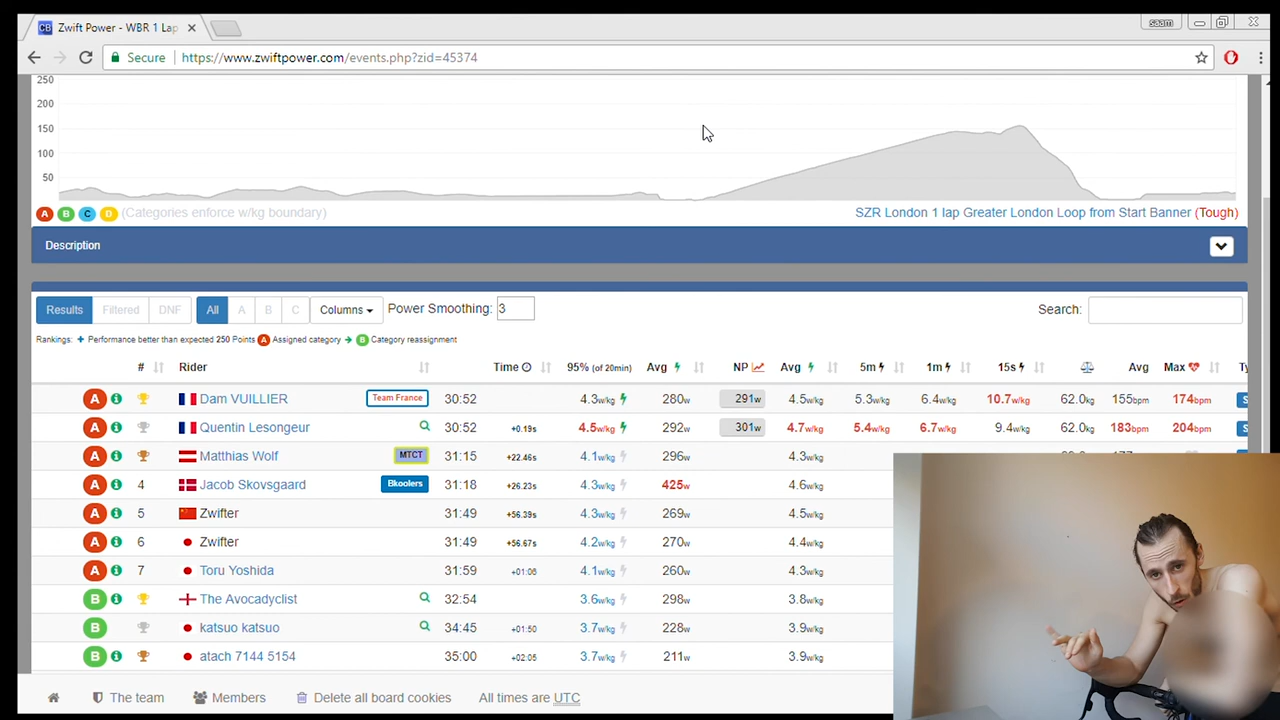 CB Zwift Power - WBR 1 Lap
saam
Secure https://www.zwiftpower.com/events.php?zid=45374
250
200
150
100
50
A B C D (Categories enforce w/kg boundary)
SZR London 1 lap Greater London Loop from Start Banner (Tough)
Description
Results Filtered DNF All A B C Columns Power Smoothing: 3 Search:
Rankings: + Performance better than expected 250 Points A Assigned category B Category reassignment
# Rider Time 95% (of 20min) Avg NP Avg 5m 1m 15s Avg Max
A Dam VUILLIER Team France 30:52 4.3w/kg 280w 291w 4.5w/kg 5.3w/kg 6.4w/kg 10.7w/kg 62.0kg 155bpm 174bpm S
A Quentin Lesongeur 30:52 +0.19s 4.5w/kg 292w 301w 4.7w/kg 5.4w/kg 6.7w/kg 9.4w/kg 62.0kg 183bpm 204bpm S
A Matthias Wolf MTCT 31:15 +22.46s 4.1w/kg 296w 4.3w/kg
A 4 Jacob Skovsgaard Bkoolers 31:18 +26.23s 4.3w/kg 425w 4.6w/kg
A 5 Zwifter 31:49 +56.39s 4.3w/kg 269w 4.5w/kg
A 6 Zwifter 31:49 +56.67s 4.2w/kg 270w 4.4w/kg
A 7 Toru Yoshida 31:59 +01:06 4.1w/kg 260w 4.3w/kg
B The Avocadyclist 32:54 3.6w/kg 298w 3.8w/kg
B katsuo katsuo 34:45 +01:50 3.7w/kg 228w 3.9w/kg
B atach 7144 5154 35:00 +02:05 3.7w/kg 211w 3.9w/kg
The team Members Delete all board cookies All times are UTC